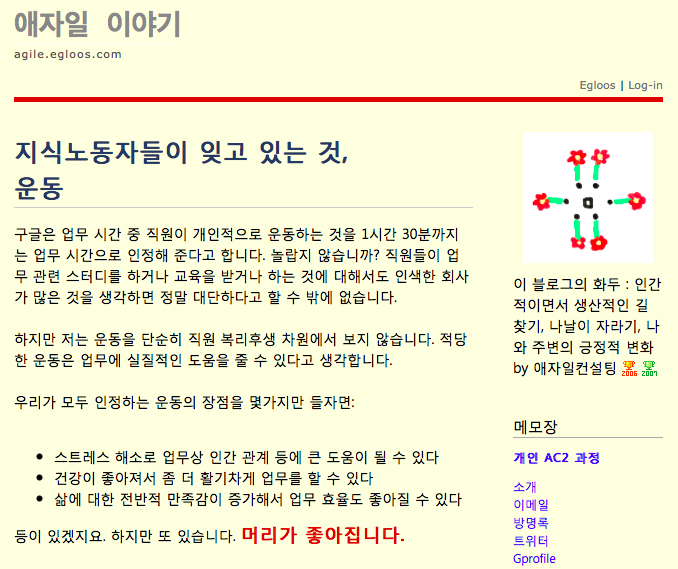 애자일 이야기
agile.egloos.com
Egloos | Log-in
지식노동자들이 잊고 있는 것,
운동
구글은 업무 시간 중 직원이 개인적으로 운동하는 것을 1시간 30분까지
는 업무 시간으로 인정해 준다고 합니다. 놀랍지 않습니까? 직원들이 업
무 관련 스터디를 하거나 교육을 받거나 하는 것에 대해서도 인색한 회사
가 많은 것을 생각하면 정말 대단하다고 할 수 밖에 없습니다.
하지만 저는 운동을 단순히 직원 복리후생 차원에서 보지 않습니다. 적당
한 운동은 업무에 실질적인 도움을 줄 수 있다고 생각합니다.
우리가 모두 인정하는 운동의 장점을 몇가지만 들자면:
스트레스 해소로 업무상 인간 관계 등에 큰 도움이 될 수 있다
건강이 좋아져서 좀 더 활기차게 업무를 할 수 있다
삶에 대한 전반적 만족감이 증가해서 업무 효율도 좋아질 수 있다
등이 있겠지요. 하지만 또 있습니다. 머리가 좋아집니다.
이 블로그의 화두 : 인간
적이면서 생산적인 길
찾기, 나날이 자라기, 나
와 주변의 긍정적 변화
by 애자일컨설팅 2006 2007
메모장
개인 AC2 과정
소개
이메일
방명록
트위터
Gprofile